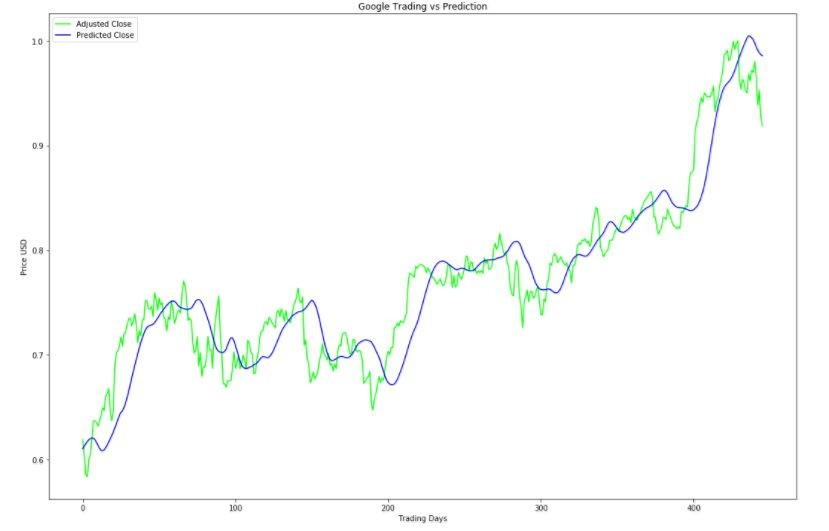 Google Trading vs Prediction
Adjusted Close
Predicted Close
1.0
0.9
0.8
0.7
0.6
Price USD
0 100 200 300 400
Trading Days